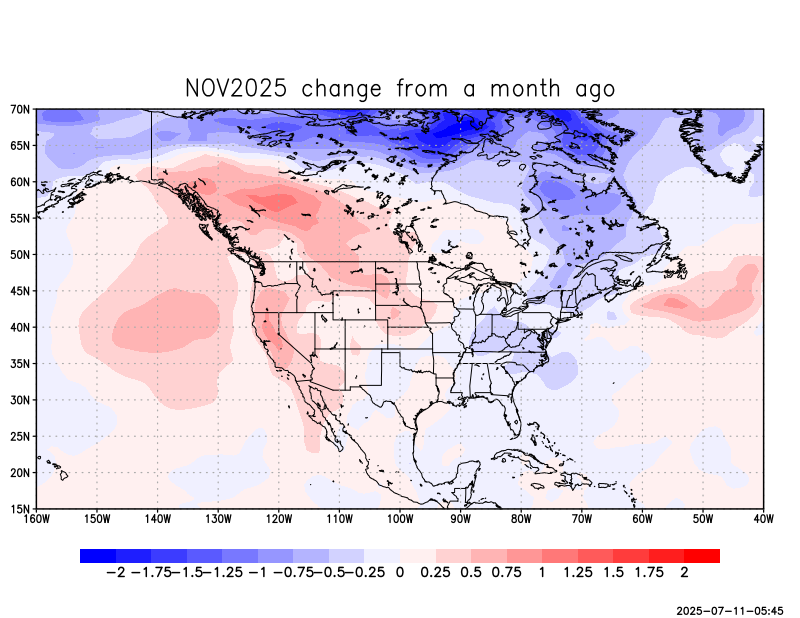 NOV2025 change from a month ago
70N
65N
60N
55N
50N
45N
40N
35N
30N
25N
20N
15N
160W 150W 140W 130W 120W 110W 100W 90W 80W 70W 60W 50W 40W
-2 -1.75 -1.5 -1.25 -1 -0.75 -0.5 -0.25 0 0.25 0.5 0.75 1 1.25 1.5 1.75 2
2025-07-11-05:45